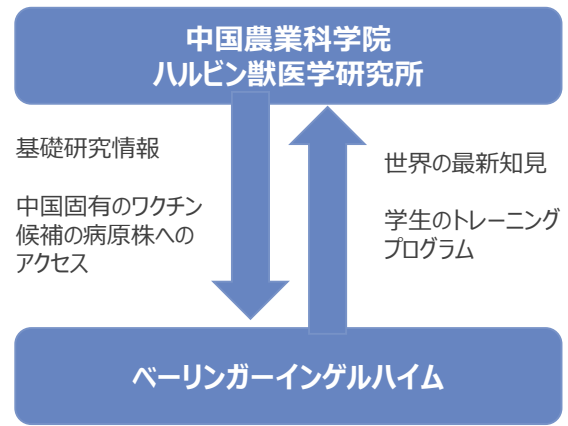 中国農業科学院
ハルビン獣医学研究所
基礎研究情報
中国固有のワクチン
候補の病原株への
アクセス
世界の最新知見
学生のトレーニング
プログラム
ベーリンガーインゲルハイム